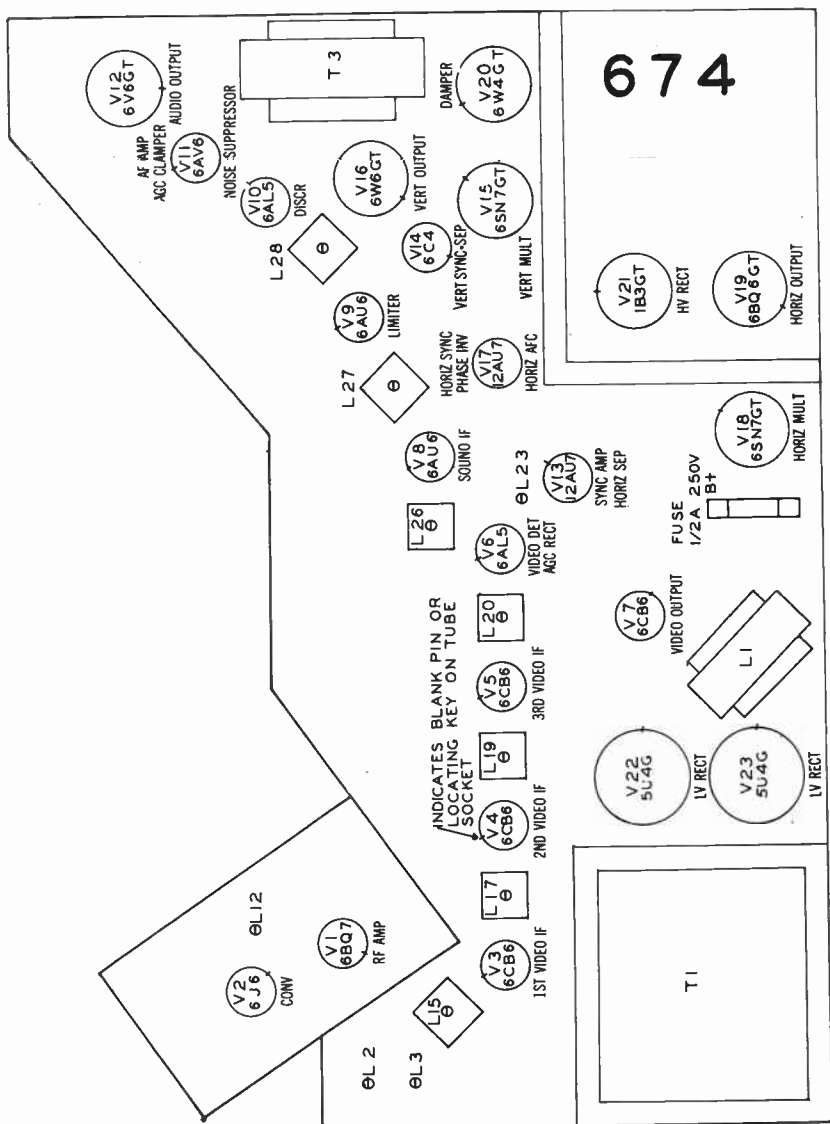 674
V12
6V6GT
AUDIO OUTPUT
AF AMP
AGC CLAMPER
V11
6AV6
NOISE SUPPRESSOR
V10
6AL5
DISCR
T3
DAMPER
V20
6W4GT
V16
6W6GT
VERT OUTPUT
V15
6SN7GT
VERT MULT
V14
6C4
VERT SYNC-SEP
L28
V9
6AU6
LIMITER
L27
HORIZ SYNC
PHASE INV
V17
12AU7
HORIZ AFC
V21
1B3GT
HV RECT
V19
6BQ6GT
HORIZ OUTPUT
V8
6AU6
SOUND IF
L26
L23
V13
12AU7
SYNC AMP
HORIZ SEP
V18
6SN7GT
HORIZ MULT
FUSE
1/2A 250V
B+
V6
6AL5
VIDEO DET
AGC RECT
L20
V7
6CB6
VIDEO OUTPUT
V5
6CB6
3RD VIDEO IF
L1
INDICATES BLANK PIN OR
LOCATING KEY ON TUBE
SOCKET
L19
V4
6CB6
2ND VIDEO IF
V22
5U4G
LV RECT
V23
5U4G
LV RECT
L17
V3
6CB6
1ST VIDEO IF
L12
V1
6BQ7
RF AMP
V2
6J6
CONV
L15
L2
L3
T1